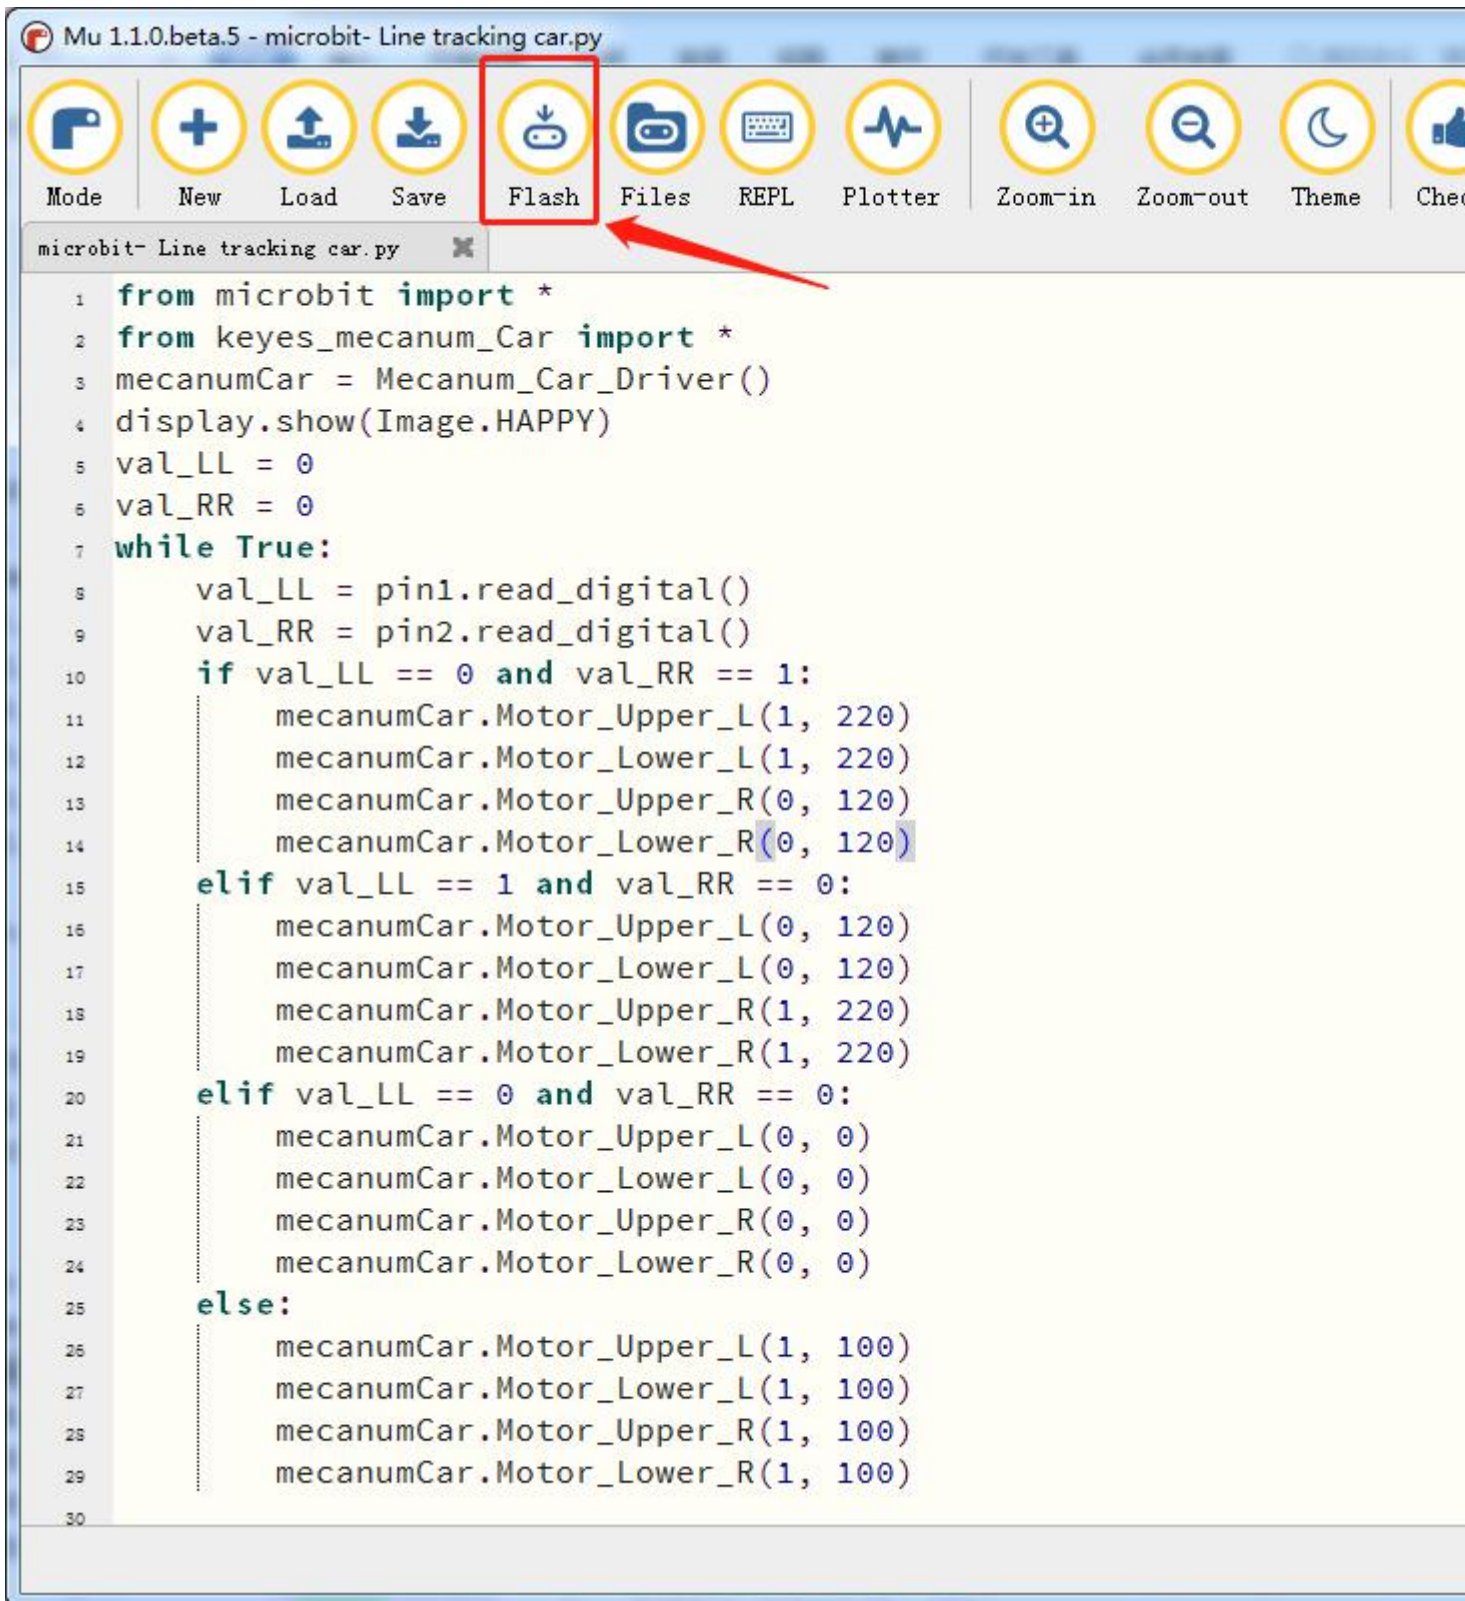 Mu 1.1.0.beta.5 - microbit- Line tracking car.py
Mode New Load Save Flash Files REPL Plotter Zoom-in Zoom-out Theme
microbit- Line tracking car.py
1 from microbit import *
2 from keyes_mecanum_Car import *
3 mecanumCar = Mecanum_Car_Driver()
4 display.show(Image.HAPPY)
5 val_LL = 0
6 val_RR = 0
7 while True:
8     val_LL = pin1.read_digital()
9     val_RR = pin2.read_digital()
10     if val_LL == 0 and val_RR == 1:
11         mecanumCar.Motor_Upper_L(1, 220)
12         mecanumCar.Motor_Lower_L(1, 220)
13         mecanumCar.Motor_Upper_R(0, 120)
14         mecanumCar.Motor_Lower_R(0, 120)
15     elif val_LL == 1 and val_RR == 0:
16         mecanumCar.Motor_Upper_L(0, 120)
17         mecanumCar.Motor_Lower_L(0, 120)
18         mecanumCar.Motor_Upper_R(1, 220)
19         mecanumCar.Motor_Lower_R(1, 220)
20     elif val_LL == 0 and val_RR == 0:
21         mecanumCar.Motor_Upper_L(0, 0)
22         mecanumCar.Motor_Lower_L(0, 0)
23         mecanumCar.Motor_Upper_R(0, 0)
24         mecanumCar.Motor_Lower_R(0, 0)
25     else:
26         mecanumCar.Motor_Upper_L(1, 100)
27         mecanumCar.Motor_Lower_L(1, 100)
28         mecanumCar.Motor_Upper_R(1, 100)
29         mecanumCar.Motor_Lower_R(1, 100)
30